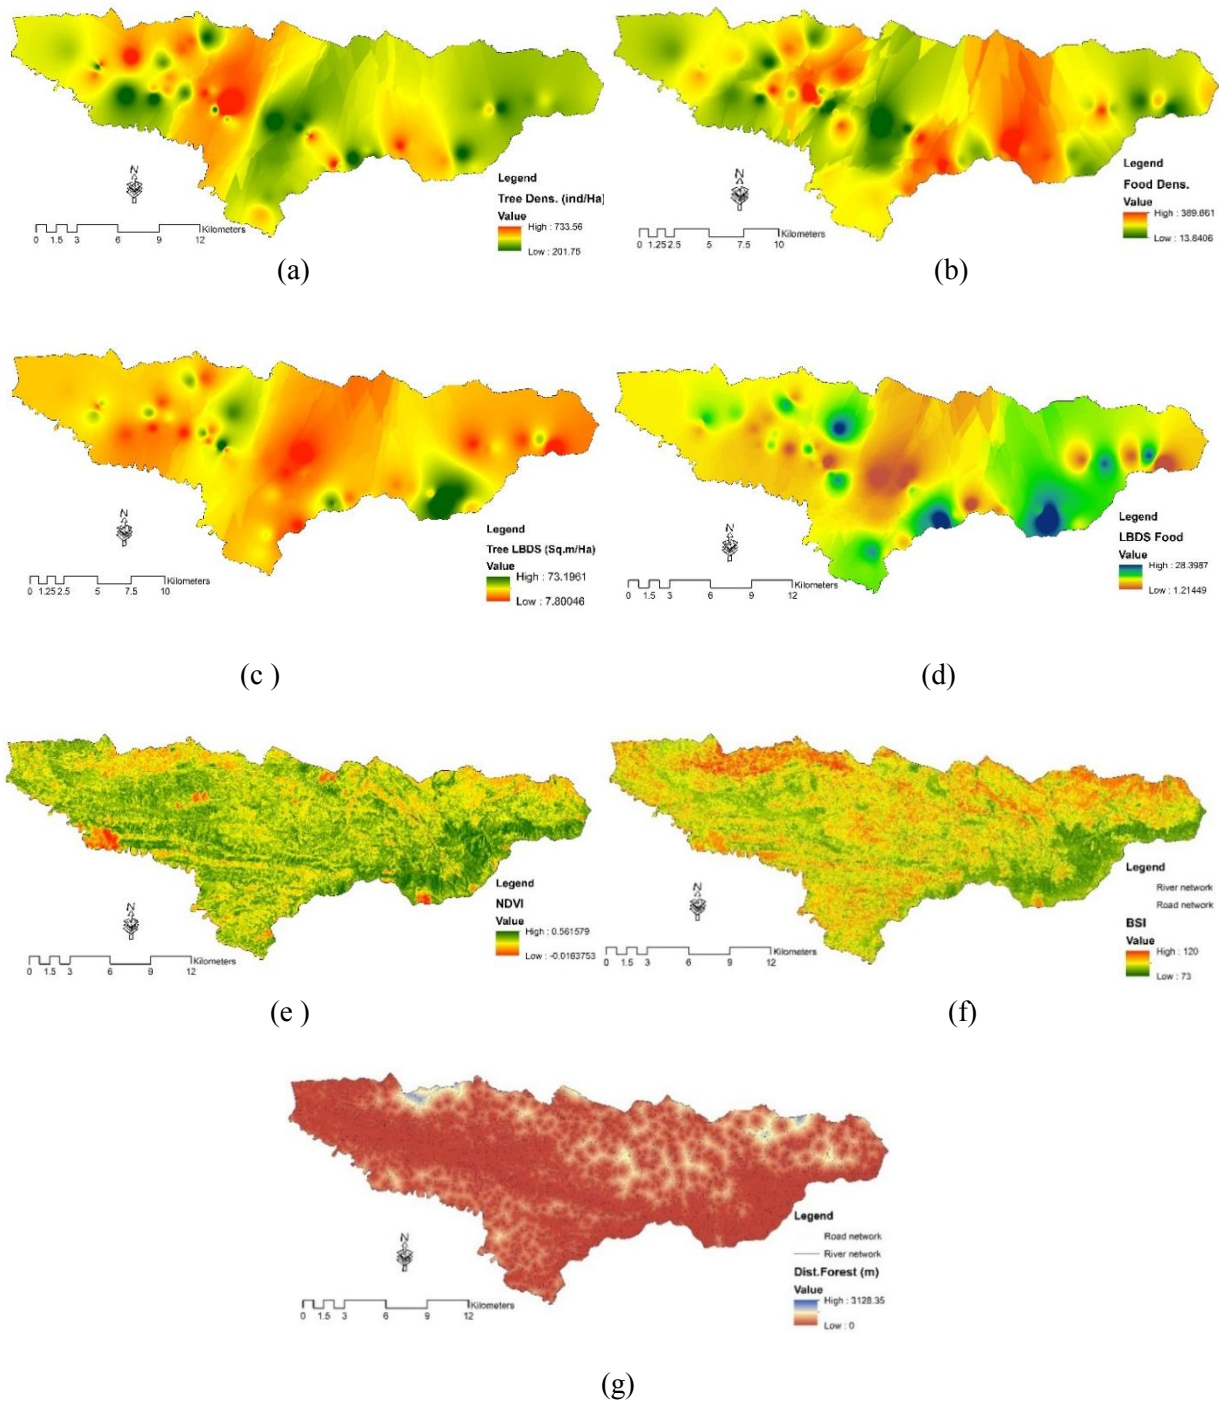 N
Legend
Tree Dens. (ind/Ha)
Value
High : 733.56
Low : 201.75
0 1.5 3 6 9 12 Kilometers
(a)
N
Legend
Food Dens.
Value
High : 389.661
Low : 13.8406
0 1.25 2.5 5 7.5 10 Kilometers
(b)
N
Legend
Tree LBDS (Sq.m/Ha)
Value
High : 73.1961
Low : 7.80046
0 1.25 2.5 5 7.5 10 Kilometers
(c )
N
Legend
LBDS Food
Value
High : 28.3987
Low : 1.21449
0 1.5 3 6 9 12 Kilometers
(d)
N
Legend
NDVI
Value
High : 0.561579
Low : -0.0163753
0 1.5 3 6 9 12 Kilometers
(e )
N
Legend
River network
Road network
BSI
Value
High : 120
Low : 73
0 1.5 3 6 9 12 Kilometers
(f)
N
Legend
Road network
River network
Dist.Forest (m)
Value
High : 3128.35
Low : 0
0 1.5 3 6 9 12 Kilometers
(g)